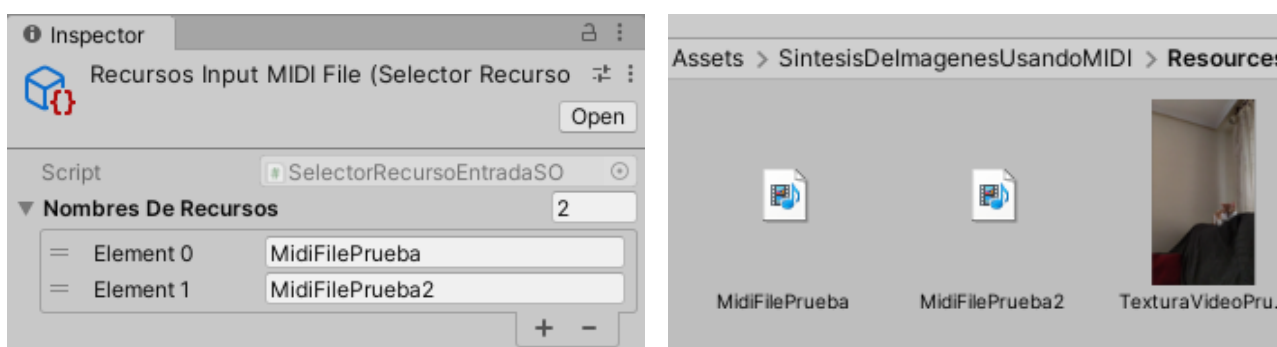 Inspector
Recursos Input MIDI File (Selector Recurso
Open
Script SelectorRecursoEntradaSO
Nombres De Recursos 2
Element 0 MidiFilePrueba
Element 1 MidiFilePrueba2
+ -
Assets > SintesisDeImagenesUsandoMIDI > Resources
MidiFilePrueba MidiFilePrueba2 TexturaVideoPru.